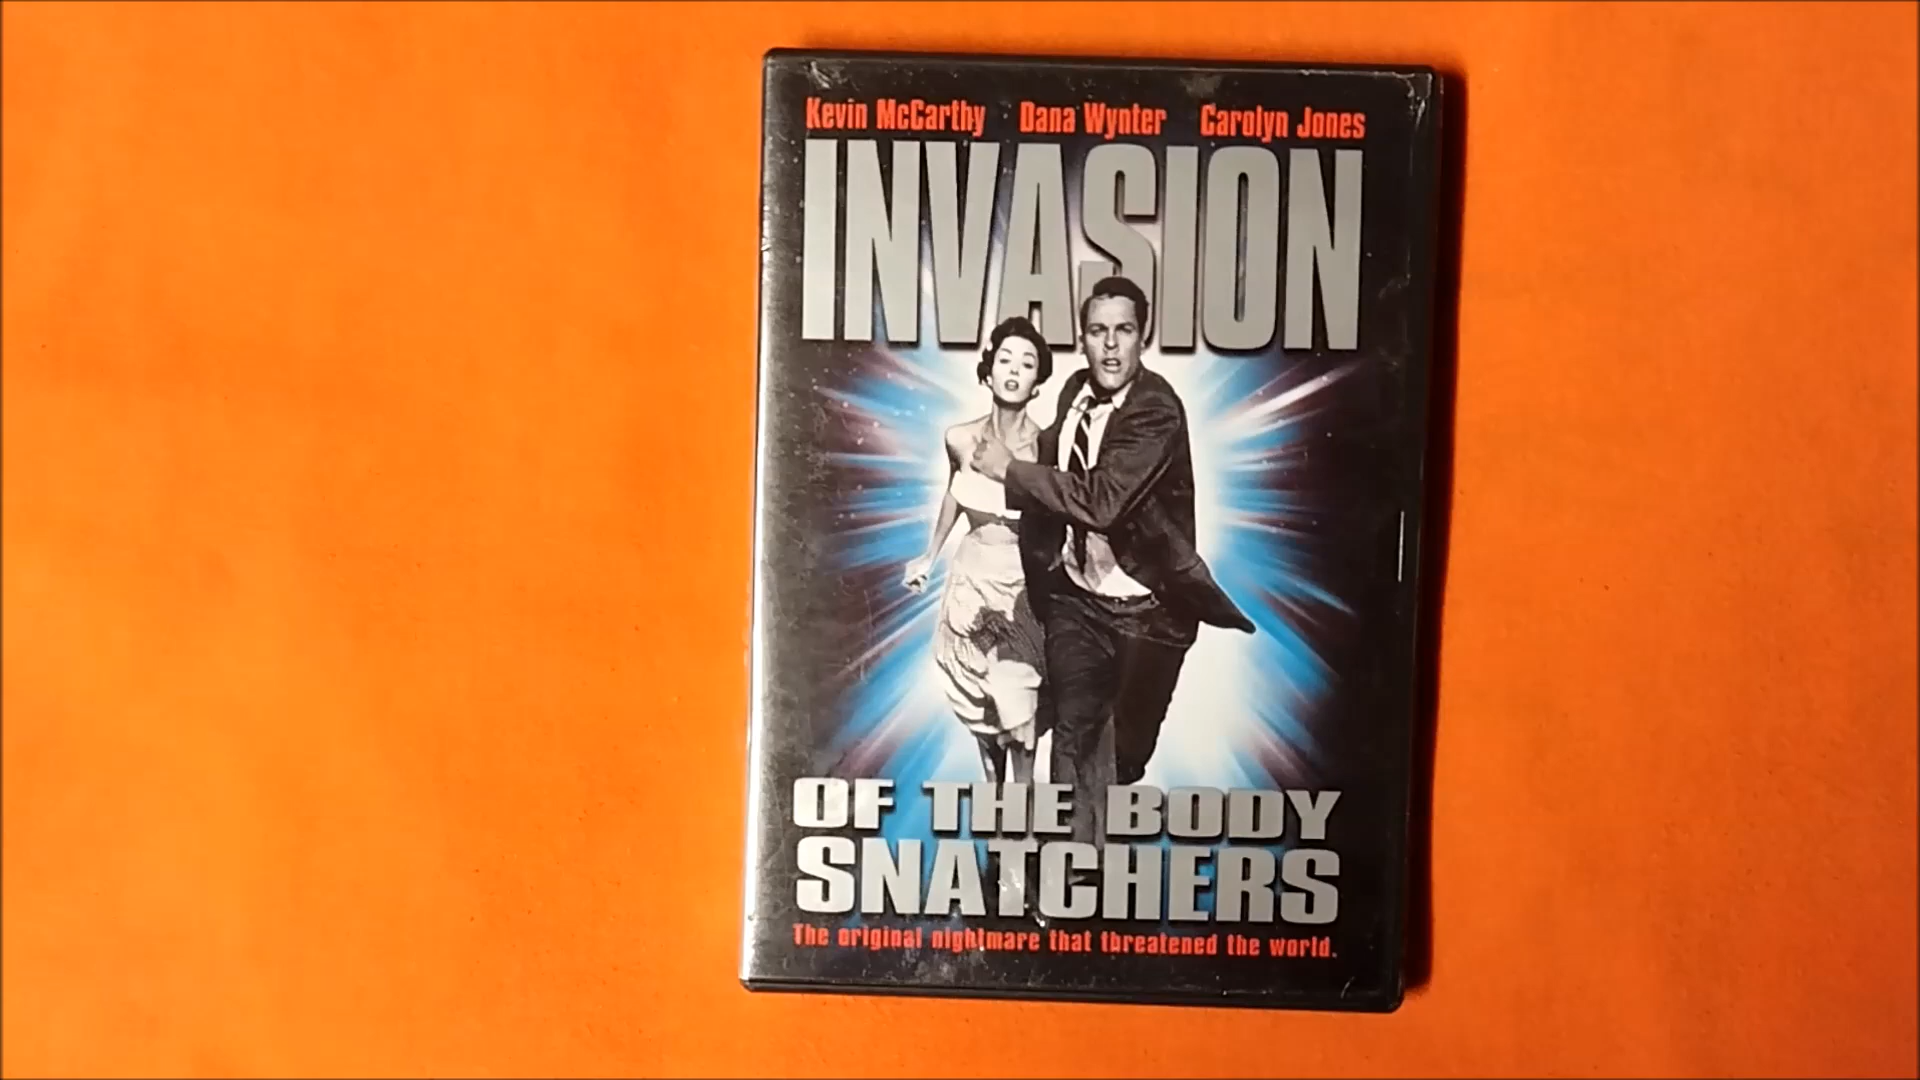 Kevin McCarthy Dana Wynter Carolyn Jones
INVASION
OF THE BODY
SNATCHERS
The original nightmare that threatened the world.